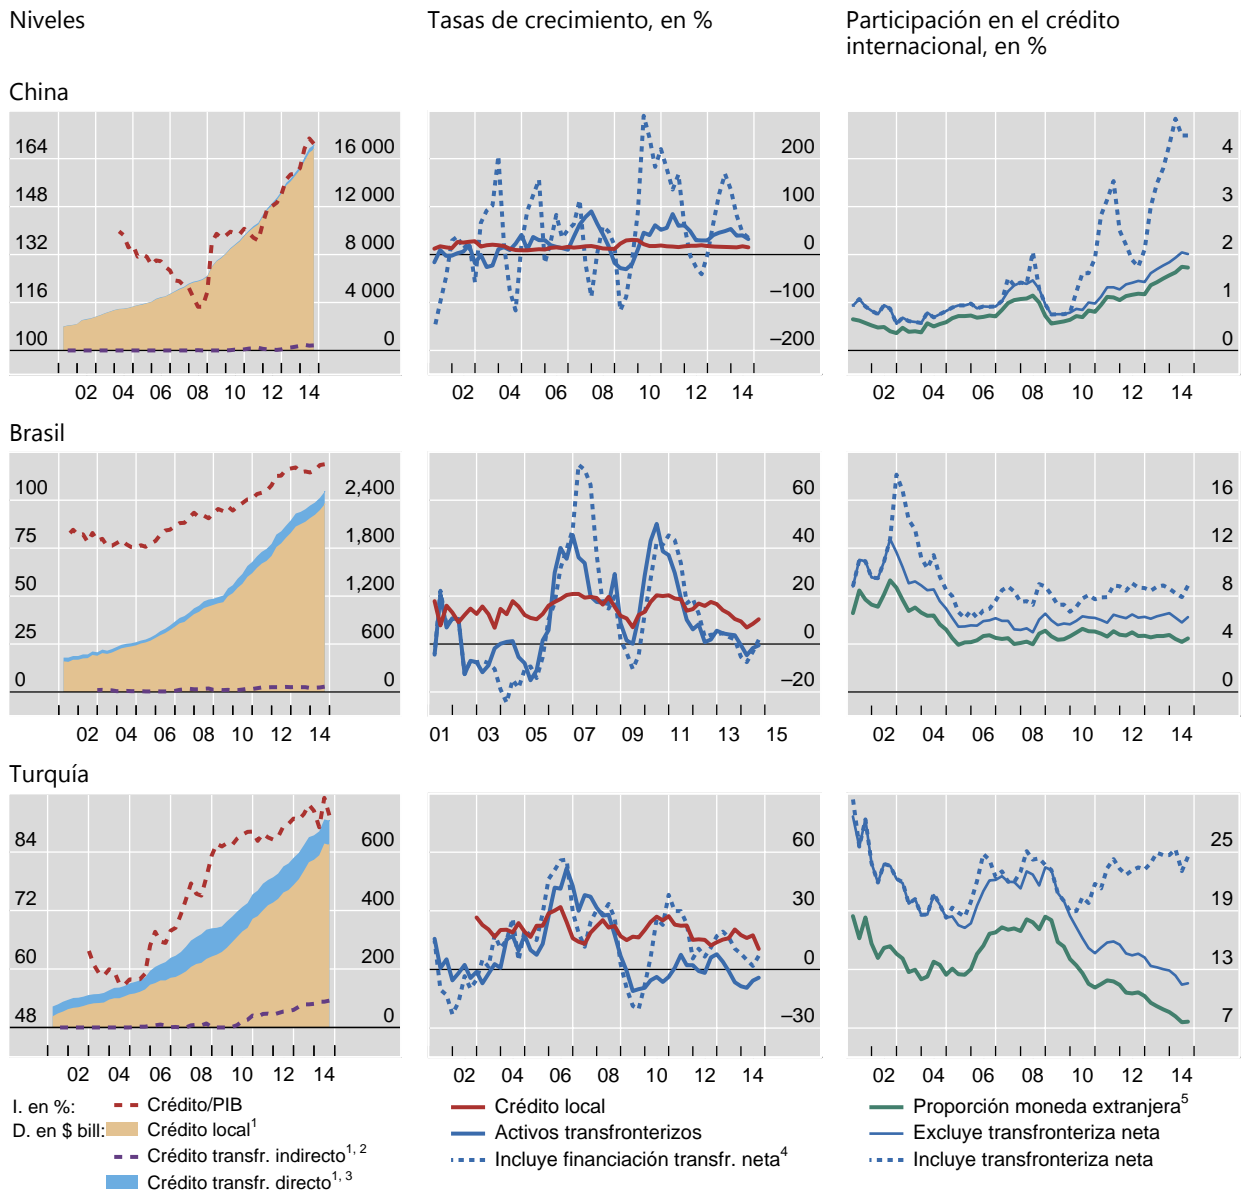 Niveles
Tasas de crecimiento, en %
Participación en el crédito
internacional, en %
China
164 16 000
148 12 000
132 8 000
116 4 000
100 0
02 04 06 08 10 12 14
200
100
0
–100
–200
02 04 06 08 10 12 14
4
3
2
1
0
02 04 06 08 10 12 14
Brasil
100 2,400
75 1,800
50 1,200
25 600
0 0
02 04 06 08 10 12 14
60
40
20
0
–20
01 03 05 07 09 11 13 15
16
12
8
4
0
02 04 06 08 10 12 14
Turquía
84 600
72 400
60 200
48 0
02 04 06 08 10 12 14
60
30
0
–30
02 04 06 08 10 12 14
25
19
13
7
02 04 06 08 10 12 14
I. en %: Crédito/PIB
D. en $ bill: Crédito local1
Crédito transfr. indirecto1, 2
Crédito transfr. directo1, 3
Crédito local
Activos transfronterizos
Incluye financiación transfr. neta4
Proporción moneda extranjera5
Excluye transfronteriza neta
Incluye transfronteriza neta